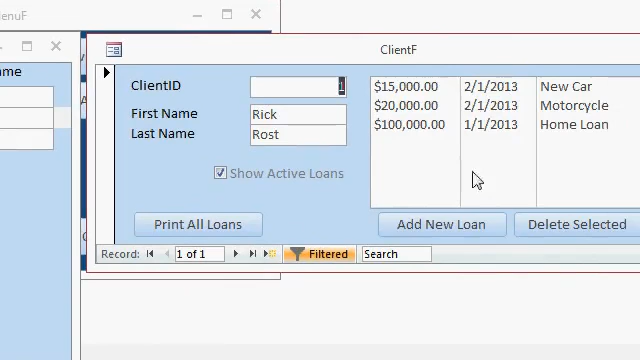 enuF
ame
ClientF
ClientID 1
$15,000.00 2/1/2013 New Car
$20,000.00 2/1/2013 Motorcycle
$100,000.00 1/1/2013 Home Loan
First Name Rick
Last Name Rost
Show Active Loans
Print All Loans
Add New Loan
Delete Selected
Record: 1 of 1 Filtered Search